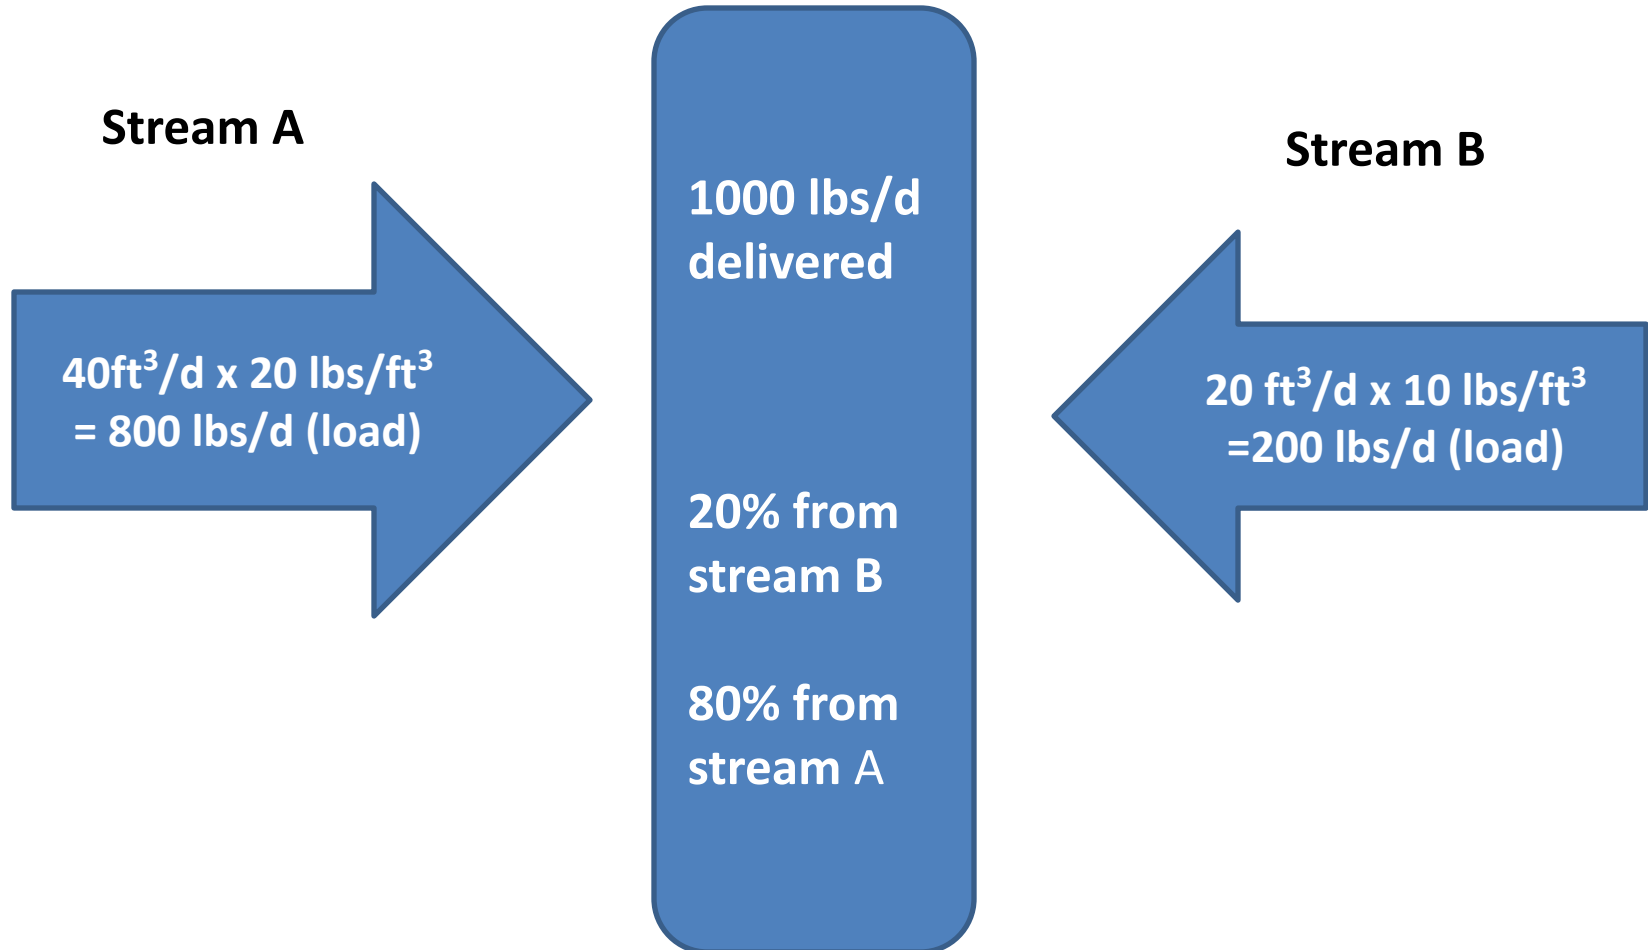 Stream A
40ft³/d x 20 lbs/ft³
= 800 lbs/d (load)
1000 lbs/d
delivered
20% from
stream B
80% from
stream A
Stream B
20 ft³/d x 10 lbs/ft³
=200 lbs/d (load)